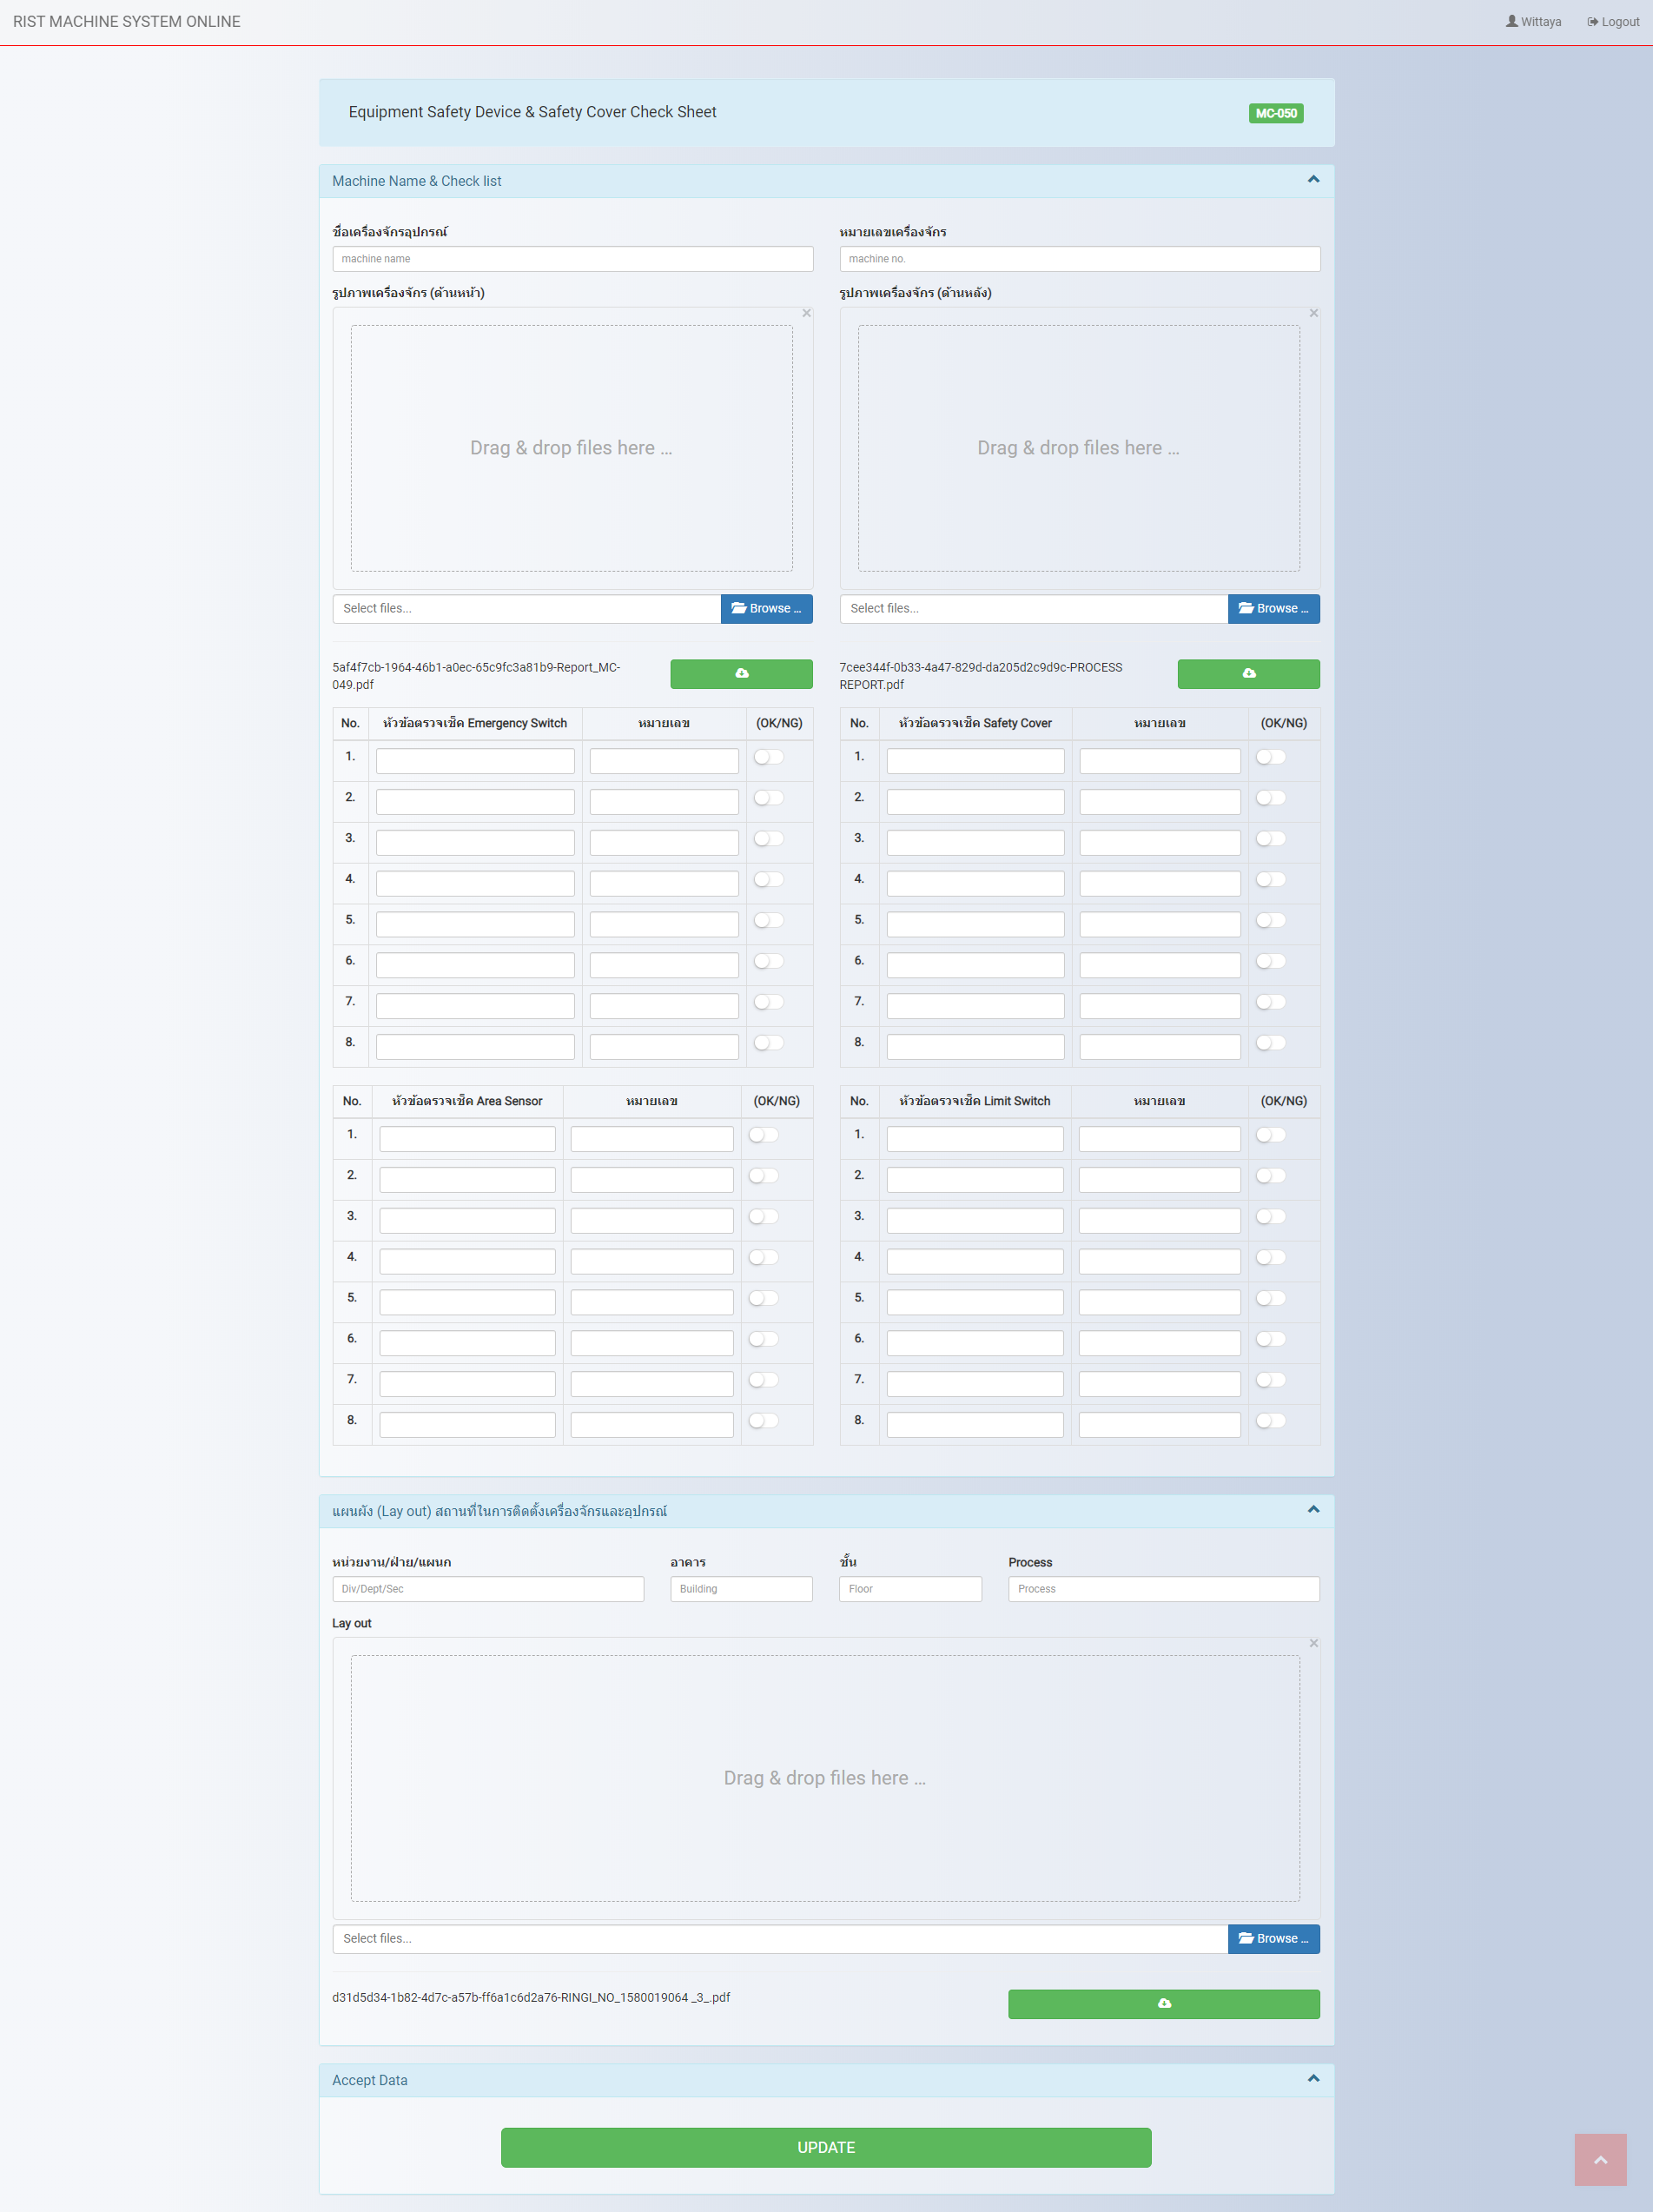 RIST MACHINE SYSTEM ONLINE
Wittaya
Logout
Equipment Safety Device & Safety Cover Check Sheet
MC-050
Machine Name & Check list
ชื่อเครื่องจักรอุปกรณ์
หมายเลขเครื่องจักร
machine name
machine no.
รูปภาพเครื่องจักร (ด้านหน้า)
รูปภาพเครื่องจักร (ด้านหลัง)
×
×
Drag & drop files here …
Drag & drop files here …
Select files...
Browse …
Select files...
Browse …
5af4f7cb-1964-46b1-a0ec-65c9fc3a81b9-Report_MC-
049.pdf
7cee344f-0b33-4a47-829d-da205d2c9d9c-PROCESS
REPORT.pdf
No. หัวข้อตรวจเช็ค Emergency Switch หมายเลข (OK/NG)
1.
2.
3.
4.
5.
6.
7.
8.
No. หัวข้อตรวจเช็ค Safety Cover หมายเลข (OK/NG)
1.
2.
3.
4.
5.
6.
7.
8.
No. หัวข้อตรวจเช็ค Area Sensor หมายเลข (OK/NG)
1.
2.
3.
4.
5.
6.
7.
8.
No. หัวข้อตรวจเช็ค Limit Switch หมายเลข (OK/NG)
1.
2.
3.
4.
5.
6.
7.
8.
แผนผัง (Lay out) สถานที่ในการติดตั้งเครื่องจักรและอุปกรณ์
หน่วยงาน/ฝ่าย/แผนก
อาคาร
ชั้น
Process
Div/Dept/Sec
Building
Floor
Process
Lay out
×
Drag & drop files here …
Select files...
Browse …
d31d5d34-1b82-4d7c-a57b-ff6a1c6d2a76-RINGI_NO_1580019064 _3_.pdf
Accept Data
UPDATE